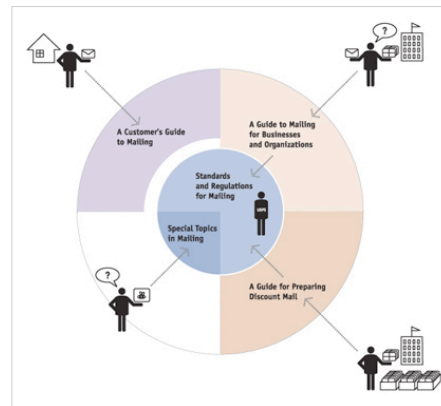 ?
A Customer's Guide
to Mailing
A Guide to Mailing
for Businesses
and Organizations
Standards
and Regulations
for Mailing
USPS
Special Topics
in Mailing
?
A Guide for Preparing
Discount Mail